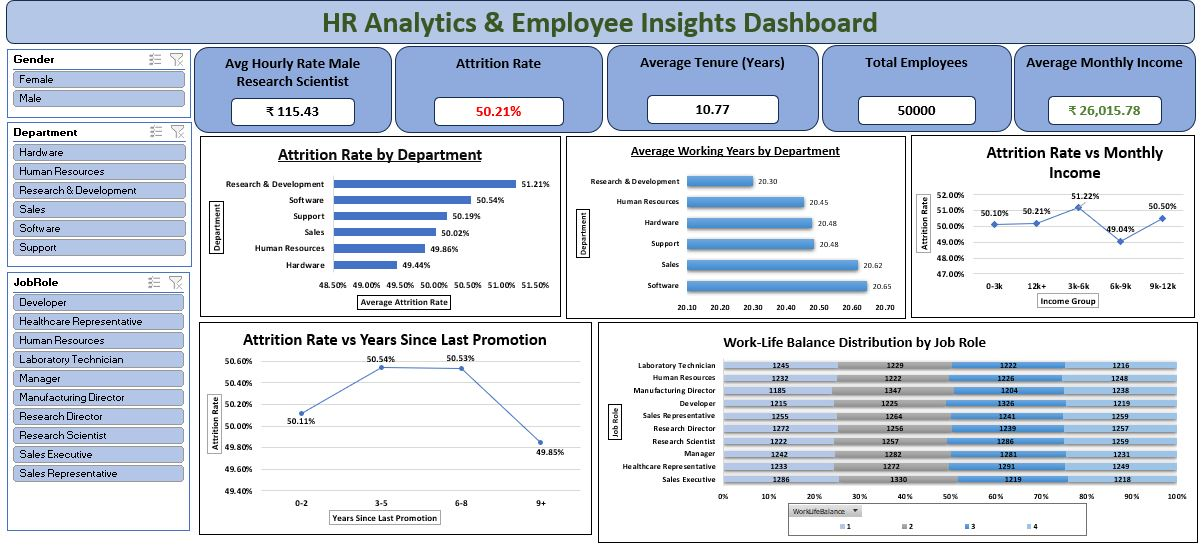 HR Analytics & Employee Insights Dashboard
Gender
Female
Male
Department
Hardware
Human Resources
Research & Development
Sales
Software
Support
JobRole
Developer
Healthcare Representative
Human Resources
Laboratory Technician
Manager
Manufacturing Director
Research Director
Research Scientist
Sales Executive
Sales Representative
Avg Hourly Rate Male
Research Scientist
₹ 115.43
Attrition Rate
50.21%
Average Tenure (Years)
10.77
Total Employees
50000
Average Monthly Income
₹ 26,015.78
Attrition Rate by Department
Department
Research & Development 51.21%
Software 50.54%
Support 50.19%
Sales 50.02%
Human Resources 49.86%
Hardware 49.44%
48.50% 49.00% 49.50% 50.00% 50.50% 51.00% 51.50%
Average Attrition Rate
Average Working Years by Department
Department
Research & Development 20.30
Human Resources 20.45
Hardware 20.48
Support 20.48
Sales 20.62
Software 20.65
20.10 20.20 20.30 20.40 20.50 20.60 20.70
Attrition Rate vs Monthly
Income
Attrition Rate
52.00%
51.00%
50.00%
49.00%
48.00%
47.00%
50.10% 50.21% 51.22% 49.04% 50.50%
0-3k 12k+ 3k-6k 6k-9k 9k-12k
Income Group
Attrition Rate vs Years Since Last Promotion
Attrition Rate
50.60%
50.40%
50.20%
50.00%
49.80%
49.60%
49.40%
50.11% 50.54% 50.53% 49.85%
0-2 3-5 6-8 9+
Years Since Last Promotion
Work-Life Balance Distribution by Job Role
Job Role
Laboratory Technician 1245 1229 1222 1216
Human Resources 1232 1222 1226 1248
Manufacturing Director 1185 1347 1204 1238
Developer 1215 1225 1326 1219
Sales Representative 1255 1264 1241 1259
Research Director 1272 1256 1239 1257
Research Scientist 1222 1257 1286 1259
Manager 1242 1282 1281 1231
Healthcare Representative 1233 1272 1291 1249
Sales Executive 1286 1330 1219 1218
0% 10% 20% 30% 40% 50% 60% 70% 80% 90% 100%
WorkLifeBalance
1 2 3 4